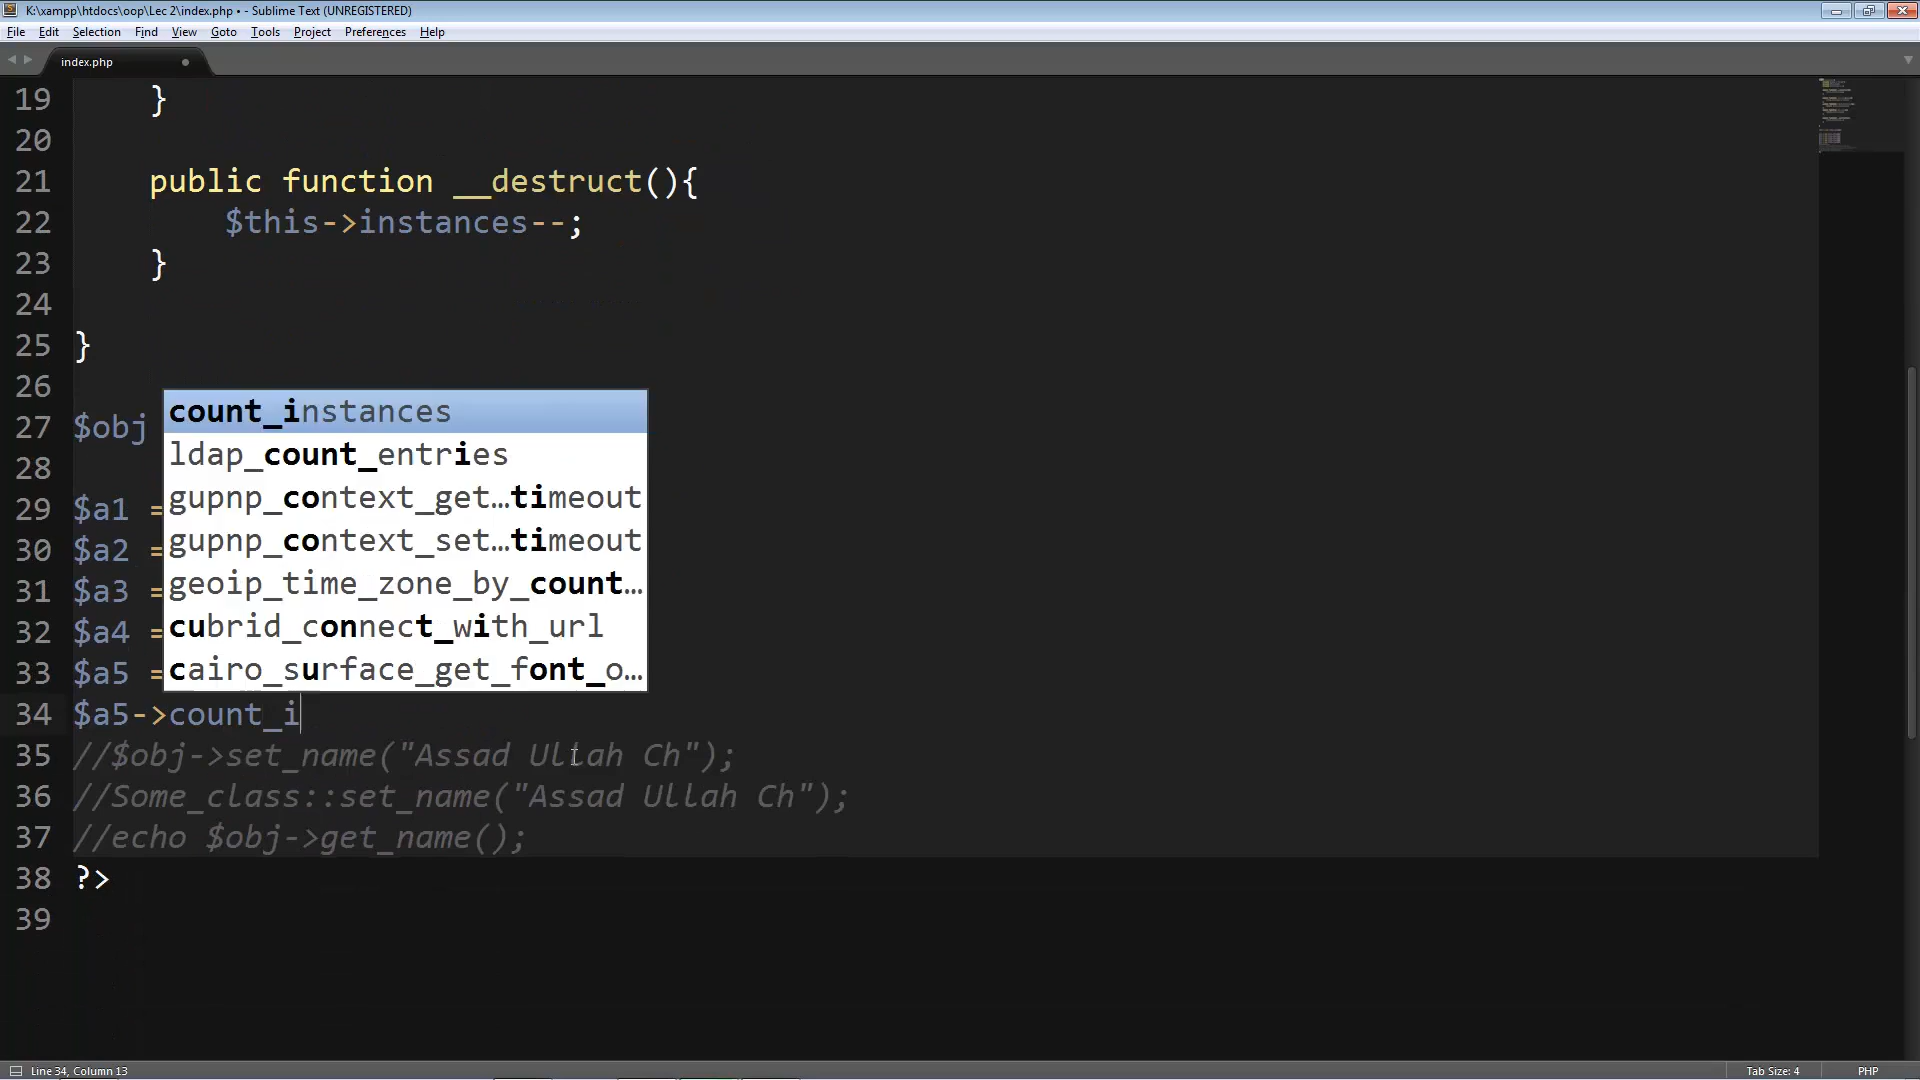 K:\xampp\htdocs\oop\Lec 2\index.php • - Sublime Text (UNREGISTERED)
File Edit Selection Find View Goto Tools Project Preferences Help
index.php
19 }
20
21 public function __destruct(){
22 $this->instances--;
23 }
24
25 }
26
27 $obj
28
29 $a1 =
30 $a2 =
31 $a3 =
32 $a4 =
33 $a5 =
count_instances
ldap_count_entries
gupnp_context_get…timeout
gupnp_context_set…timeout
geoip_time_zone_by_count…
cubrid_connect_with_url
cairo_surface_get_font_o…
34 $a5->count_i
35 //$obj->set_name("Assad Ullah Ch");
36 //Some_class::set_name("Assad Ullah Ch");
37 //echo $obj->get_name();
38 ?>
39
Line 34, Column 13
Tab Size: 4
PHP